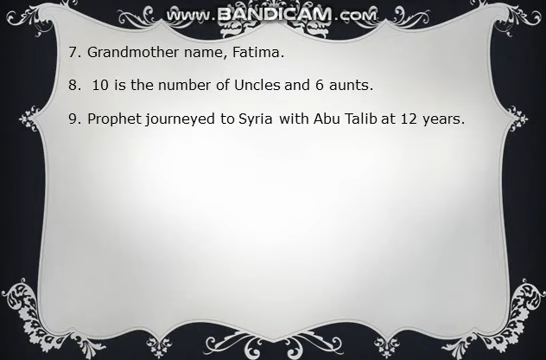 www.BANDICAM.com
7. Grandmother name, Fatima.
8. 10 is the number of Uncles and 6 aunts.
9. Prophet journeyed to Syria with Abu Talib at 12 years.